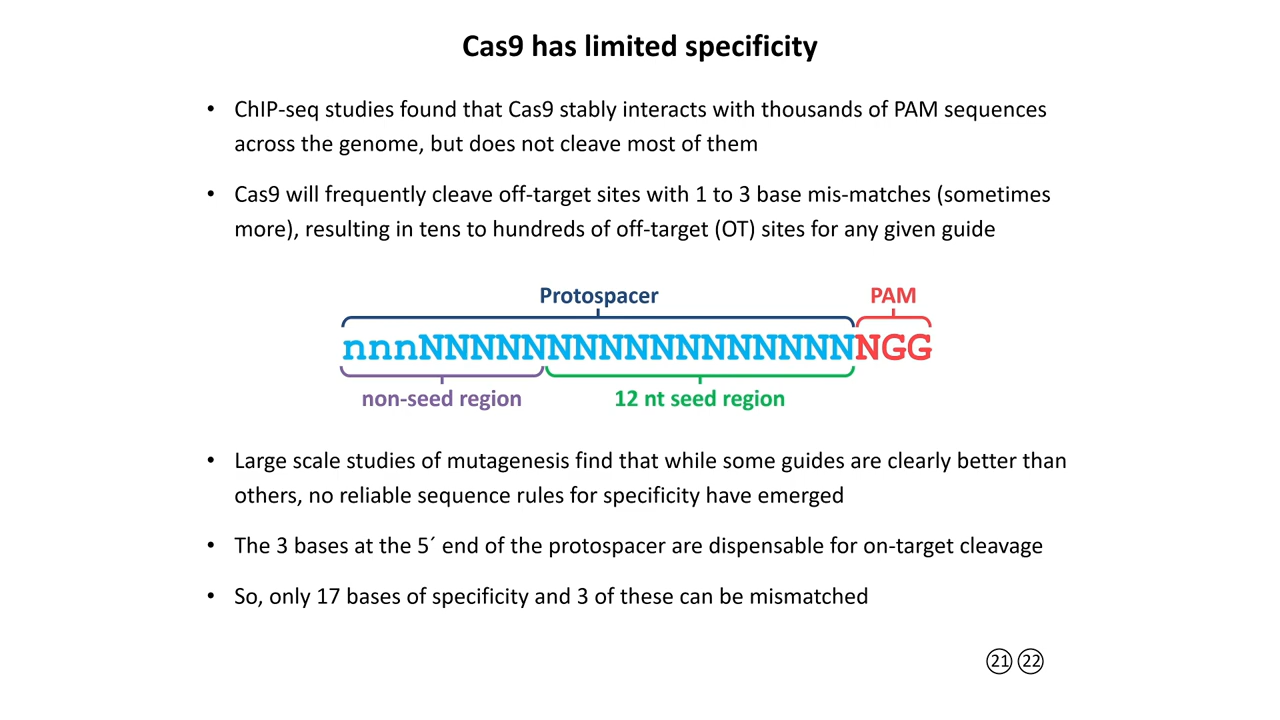 Cas9 has limited specificity
• ChIP-seq studies found that Cas9 stably interacts with thousands of PAM sequences
across the genome, but does not cleave most of them
• Cas9 will frequently cleave off-target sites with 1 to 3 base mis-matches (sometimes
more), resulting in tens to hundreds of off-target (OT) sites for any given guide
Protospacer PAM
nnnNNNNNNNNNNNNNNNNNNGG
non-seed region 12 nt seed region
• Large scale studies of mutagenesis find that while some guides are clearly better than
others, no reliable sequence rules for specificity have emerged
• The 3 bases at the 5´ end of the protospacer are dispensable for on-target cleavage
• So, only 17 bases of specificity and 3 of these can be mismatched
㉑ ㉒